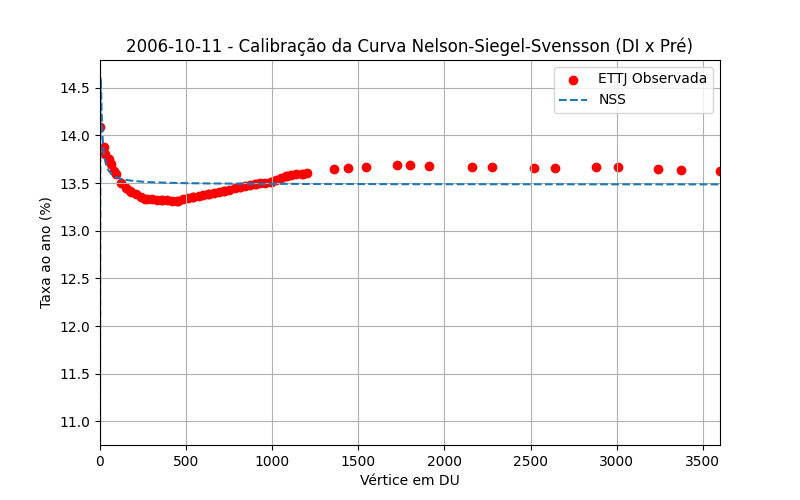 2006-10-11 - Calibração da Curva Nelson-Siegel-Svensson (DI x Pré)
ETTJ Observada
NSS
Taxa ao ano (%)
14.5
14.0
13.5
13.0
12.5
12.0
11.5
11.0
0 500 1000 1500 2000 2500 3000 3500
Vértice em DU